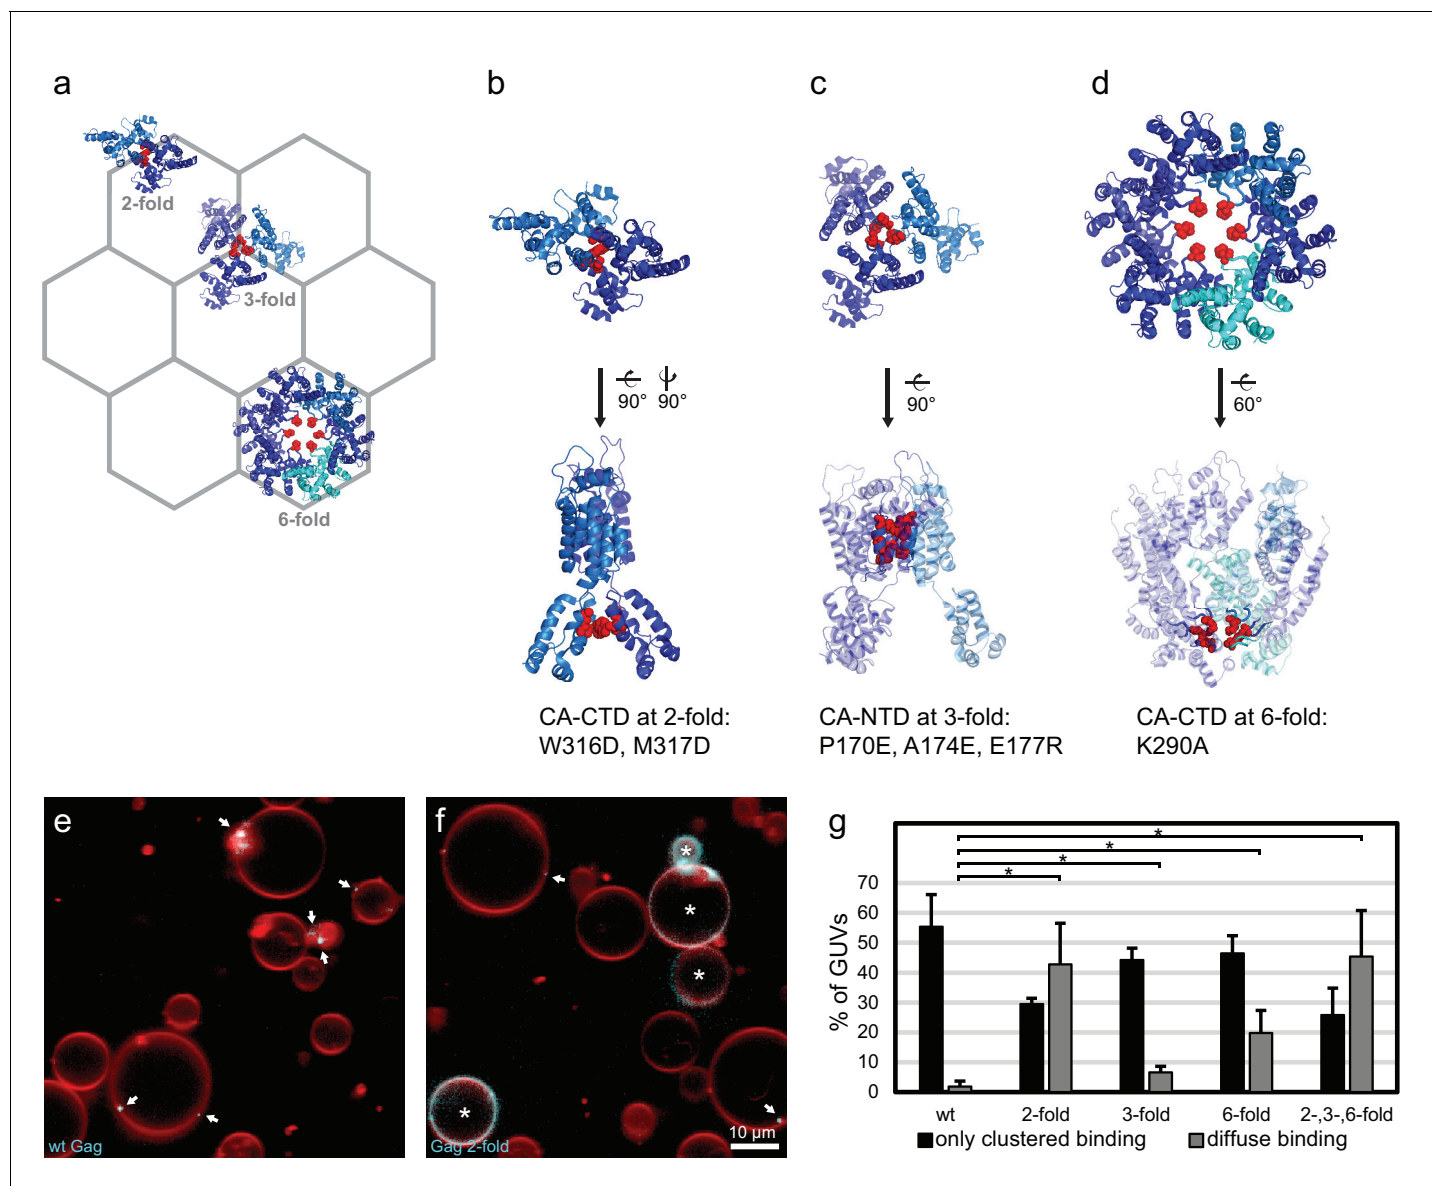 a
b
c
d
2-fold
3-fold
6-fold
90° 90°
90°
60°
CA-CTD at 2-fold:
W316D, M317D
CA-NTD at 3-fold:
P170E, A174E, E177R
CA-CTD at 6-fold:
K290A
e
wt Gag
f
* * * *
Gag 2-fold
10 µm
g
* * * *
% of GUVs
70
60
50
40
30
20
10
0
wt 2-fold 3-fold 6-fold 2-,3-,6-fold
only clustered binding diffuse binding